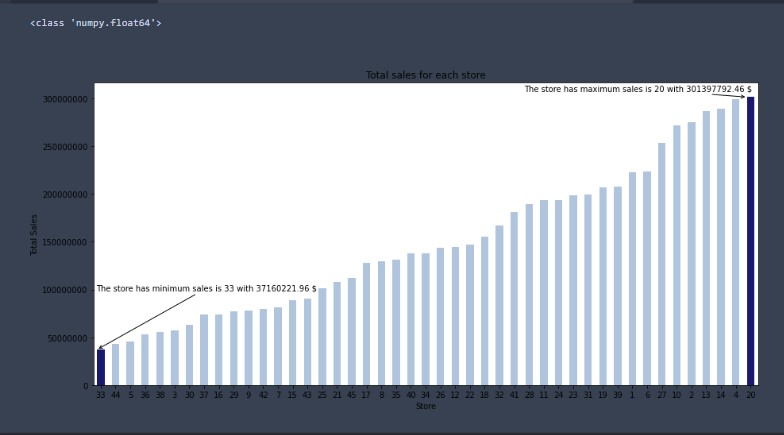 <class 'numpy.float64'>
Total sales for each store
The store has maximum sales is 20 with 301397792.46 $
300000000
250000000
200000000
150000000
100000000
50000000
0
Total Sales
The store has minimum sales is 33 with 37160221.96 $
33 44 5 36 38 3 30 37 16 29 9 42 7 15 43 25 21 45 17 8 35 40 34 26 12 22 18 32 41 28 11 24 23 31 19 39 1 6 27 10 2 13 14 4 20
Store